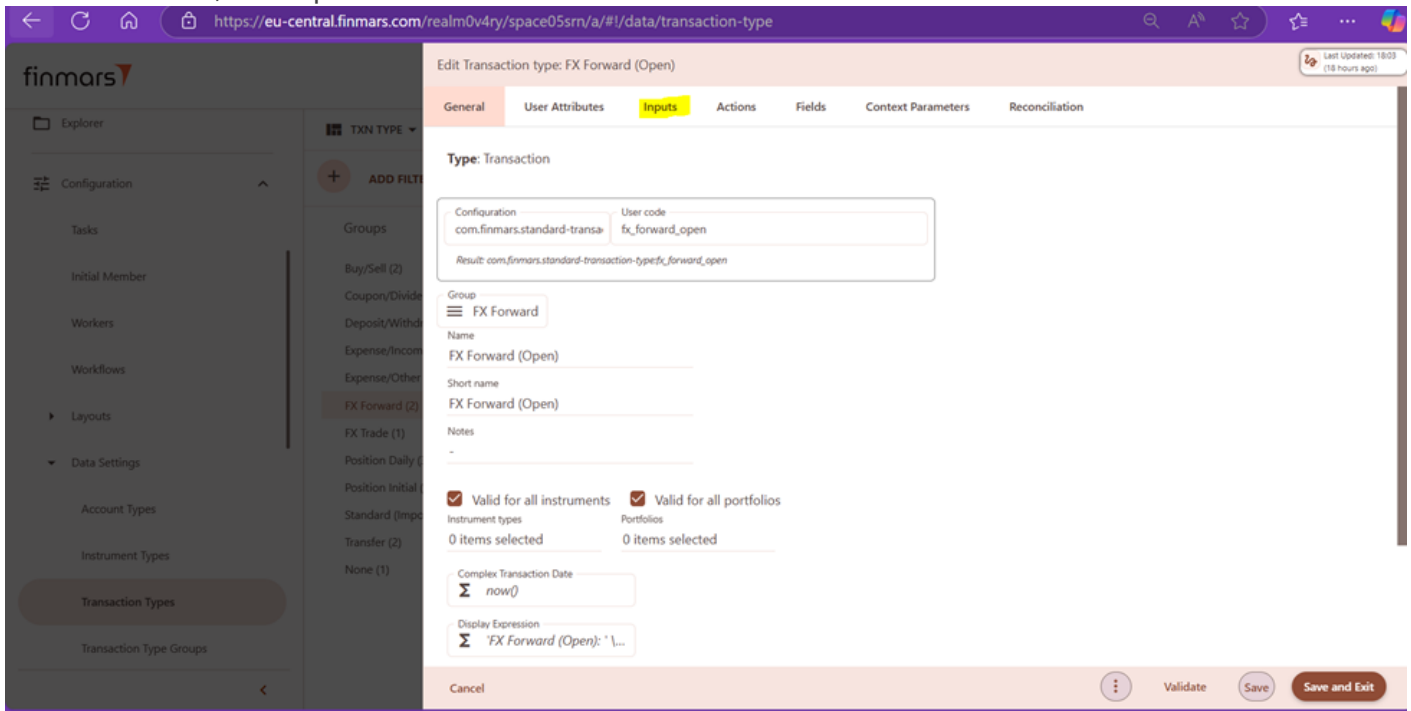 https://eu-central.finmars.com/realm0v4ry/space05srn/a/#!/data/transaction-type
finmars
Edit Transaction type: FX Forward (Open)
Last Updated: 18:03
(18 hours ago)
General User Attributes Inputs Actions Fields Context Parameters Reconciliation
Explorer
TXN TYPE
Type: Transaction
Configuration
ADD FILTE
Configuration User code
com.finmars.standard-transa fx_forward_open
Result: com.finmars.standard-transaction-type:fx_forward_open
Tasks
Groups
Initial Member
Buy/Sell (2)
Coupon/Divide
Group
FX Forward
Workers
Deposit/Withdr
Name
FX Forward (Open)
Expense/Incom
Workflows
Expense/Other
Short name
FX Forward (Open)
Layouts
FX Forward (2)
FX Trade (1)
Notes
-
Data Settings
Position Daily (
Position Initial (
Valid for all instruments Valid for all portfolios
Account Types
Standard (Impo
Instrument types Portfolios
0 items selected 0 items selected
Transfer (2)
Instrument Types
None (1)
Complex Transaction Date
Σ now()
Transaction Types
Display Expression
Σ 'FX Forward (Open): ' \...
Transaction Type Groups
Cancel Validate Save Save and Exit